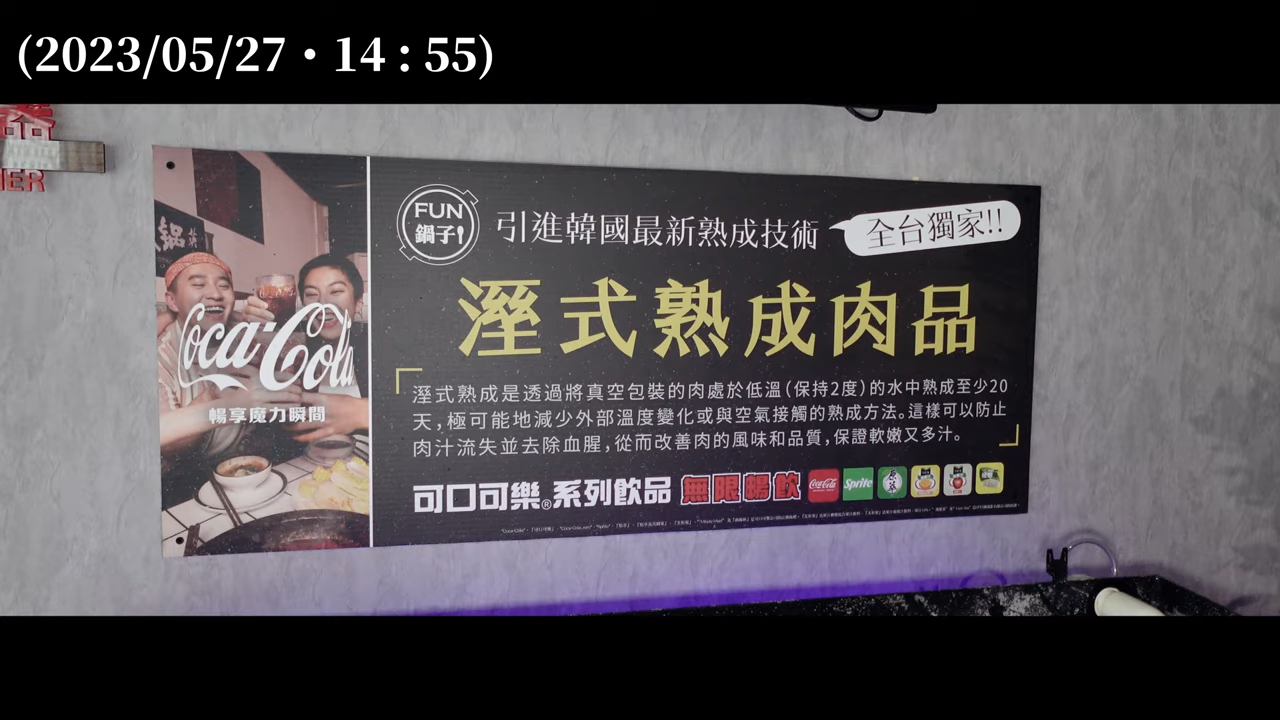 (2023/05/27・14：55)
FUN
鍋子
引進韓國最新熟成技術
全台獨家!!
溼式熟成肉品
溼式熟成是透過將真空包裝的肉處於低溫(保持2度)的水中熟成至少20
天,極可能地減少外部溫度變化或與空氣接觸的熟成方法。這樣可以防止
肉汁流失並去除血腥,從而改善肉的風味和品質,保證軟嫩又多汁。
Coca-Cola
暢享魔力瞬間
可口可樂®系列飲品 無限暢飲
Coca-Cola Sprite